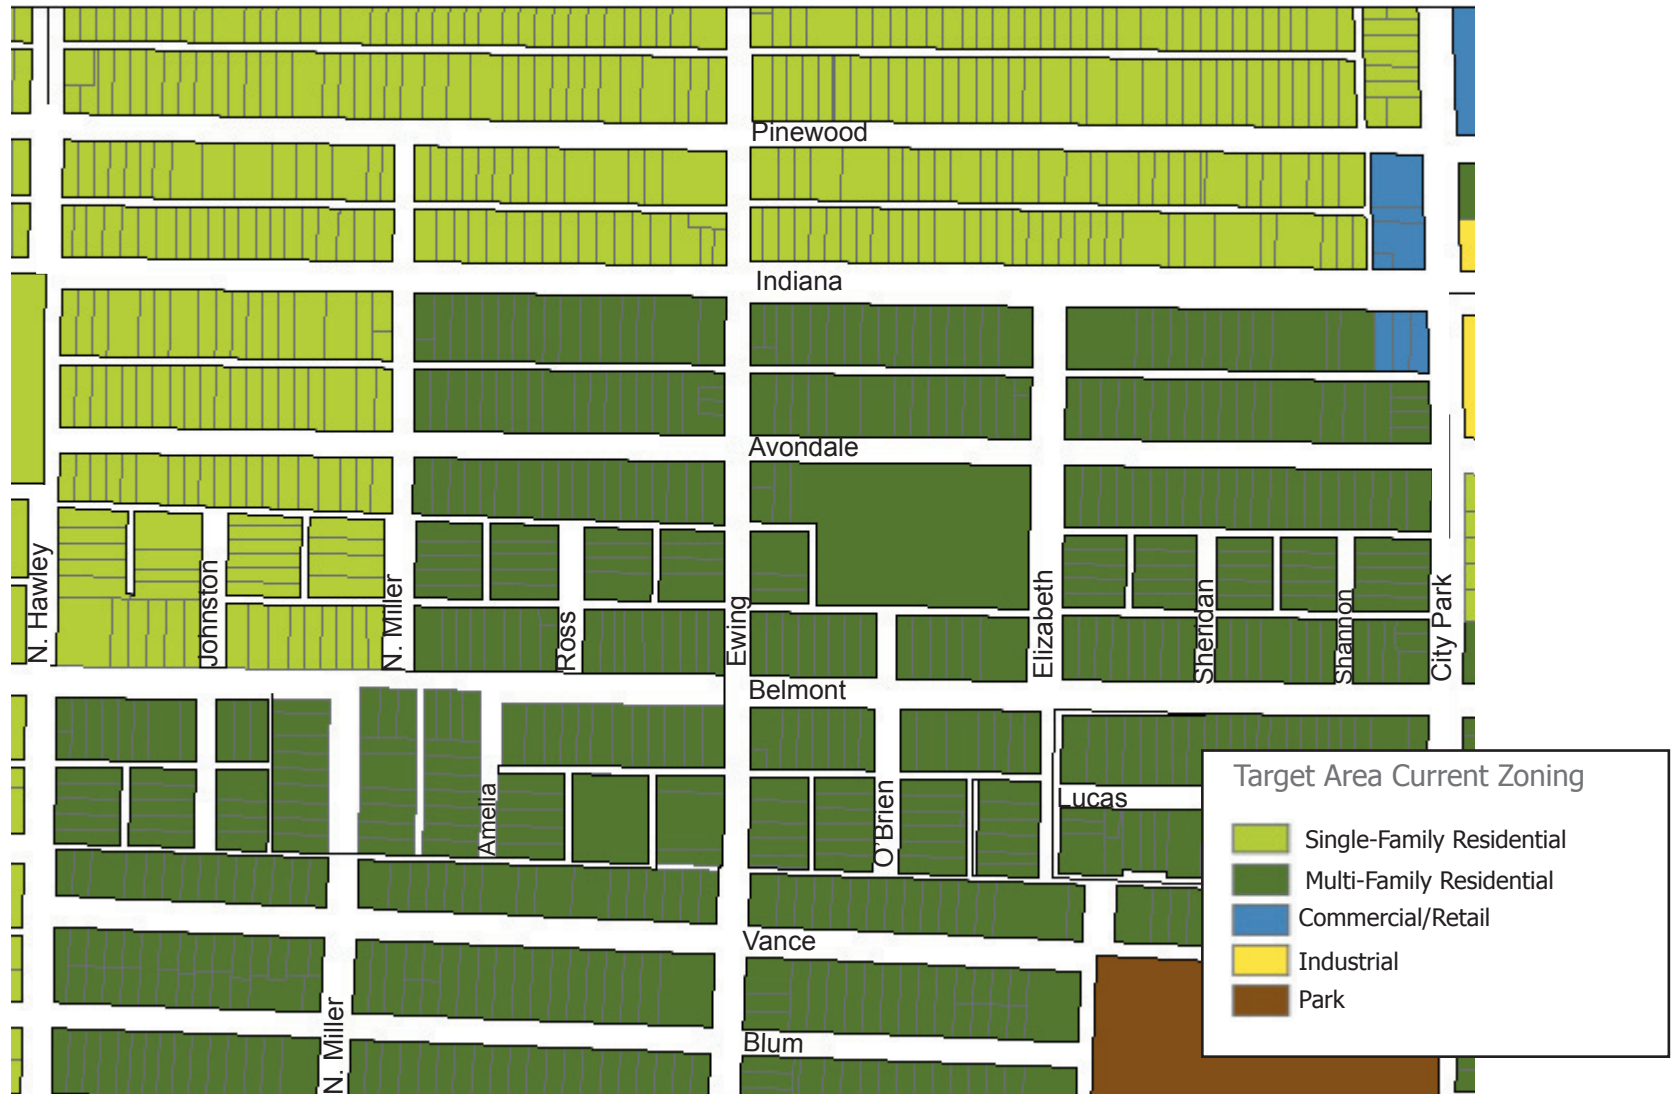 Pinewood
Indiana
Avondale
N. Hawley
Johnston
N. Miller
Ross
Ewing
Elizabeth
Sheridan
Shannon
City Park
Belmont
Amelia
O'Brien
Lucas
Vance
N. Miller
Blum
Target Area Current Zoning
Single-Family Residential
Multi-Family Residential
Commercial/Retail
Industrial
Park